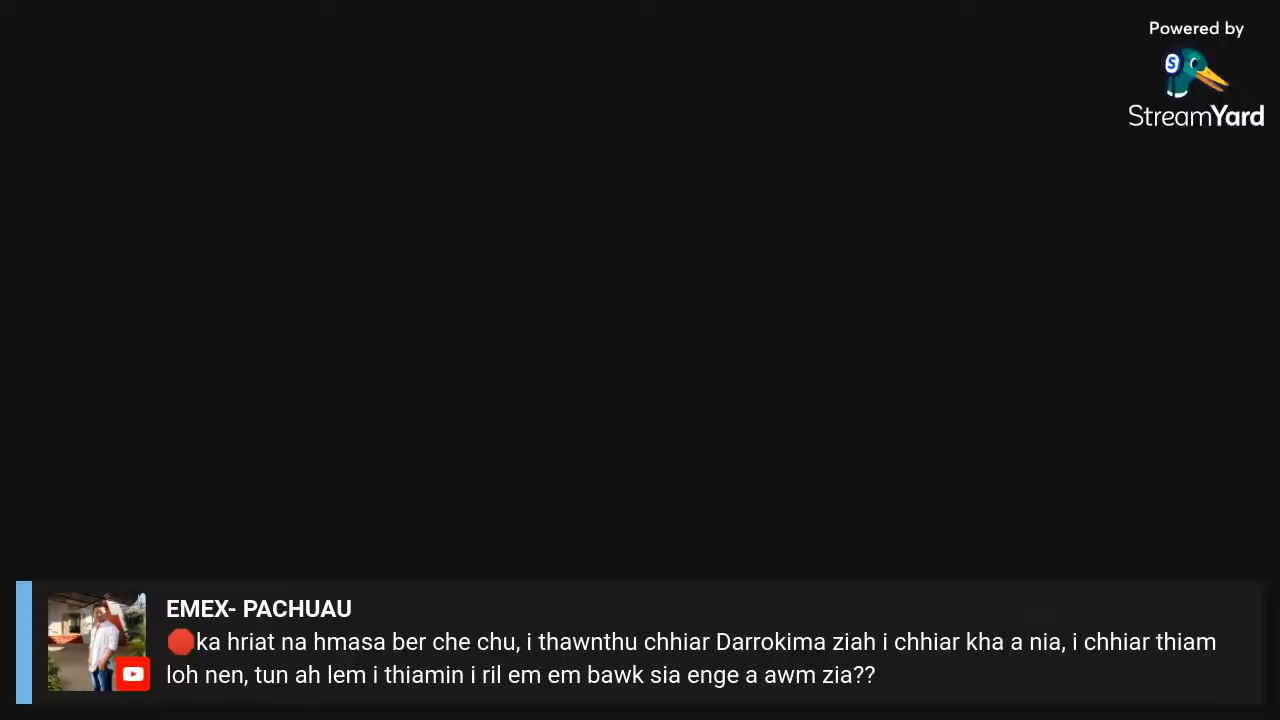 Powered by
S
StreamYard
EMEX- PACHUAU
🛑ka hriat na hmasa ber che chu, i thawnthu chhiar Darrokima ziah i chhiar kha a nia, i chhiar thiam
loh nen, tun ah lem i thiamin i ril em em bawk sia enge a awm zia??